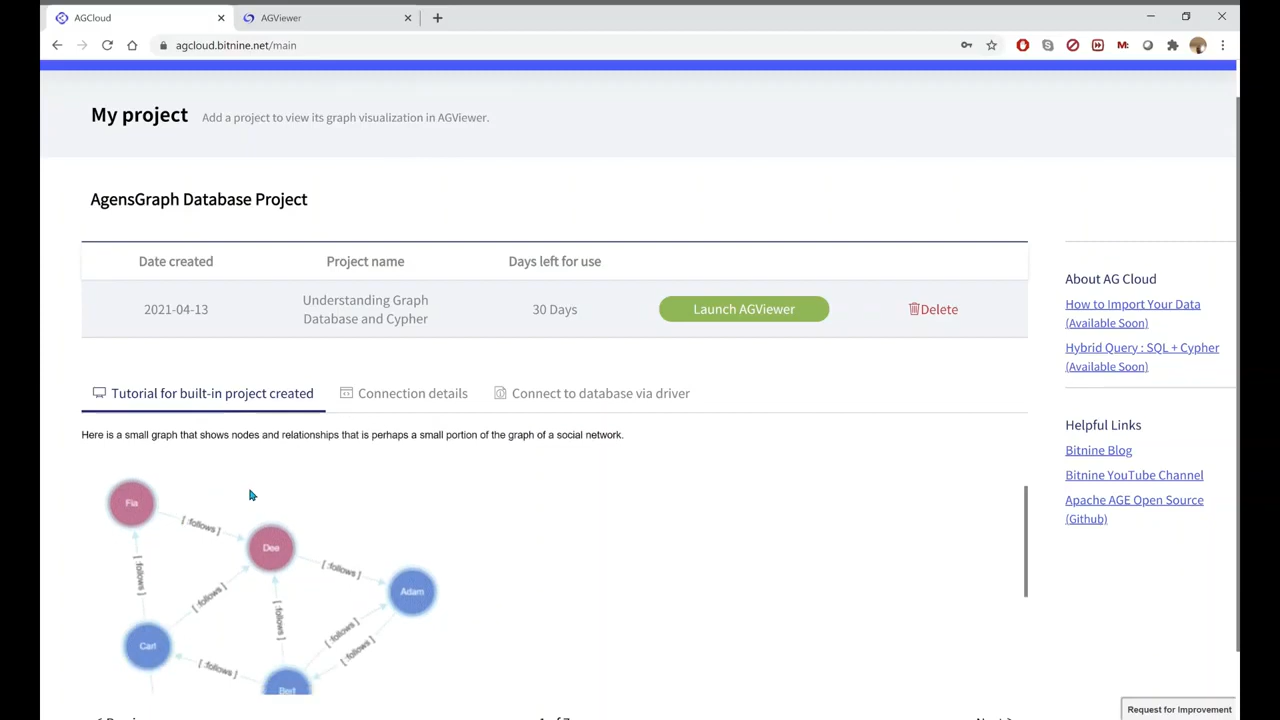 AGCloud
AGViewer
agcloud.bitnine.net/main
M:
My project
Add a project to view its graph visualization in AGViewer.
AgensGraph Database Project
Date created
Project name
Days left for use
2021-04-13
Understanding Graph
Database and Cypher
30 Days
Launch AGViewer
Delete
About AG Cloud
How to Import Your Data
(Available Soon)
Hybrid Query : SQL + Cypher
(Available Soon)
Helpful Links
Bitnine Blog
Bitnine YouTube Channel
Apache AGE Open Source
(Github)
Tutorial for built-in project created
Connection details
Connect to database via driver
Here is a small graph that shows nodes and relationships that is perhaps a small portion of the graph of a social network.
Fia
[ :follows ]
Dee
[ :follows ]
Adam
[ :follows ]
[ :follows ]
[ :follows ]
[ :follows ]
[ :follows ]
Carl
[ :follows ]
Bert
Request for Improvement